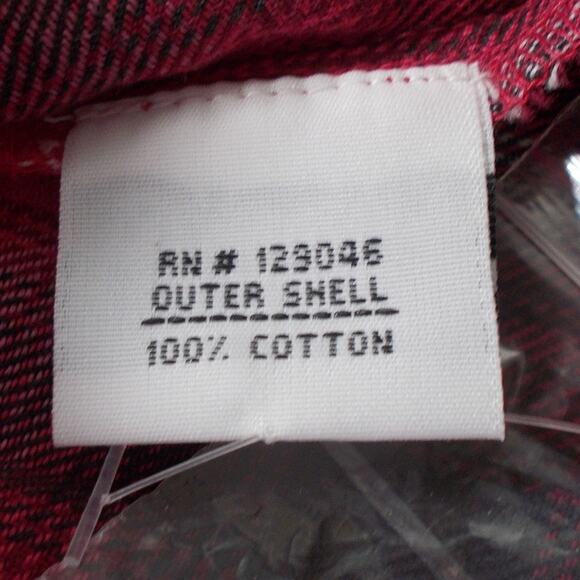 RN # 129046
OUTER SHELL
100% COTTON